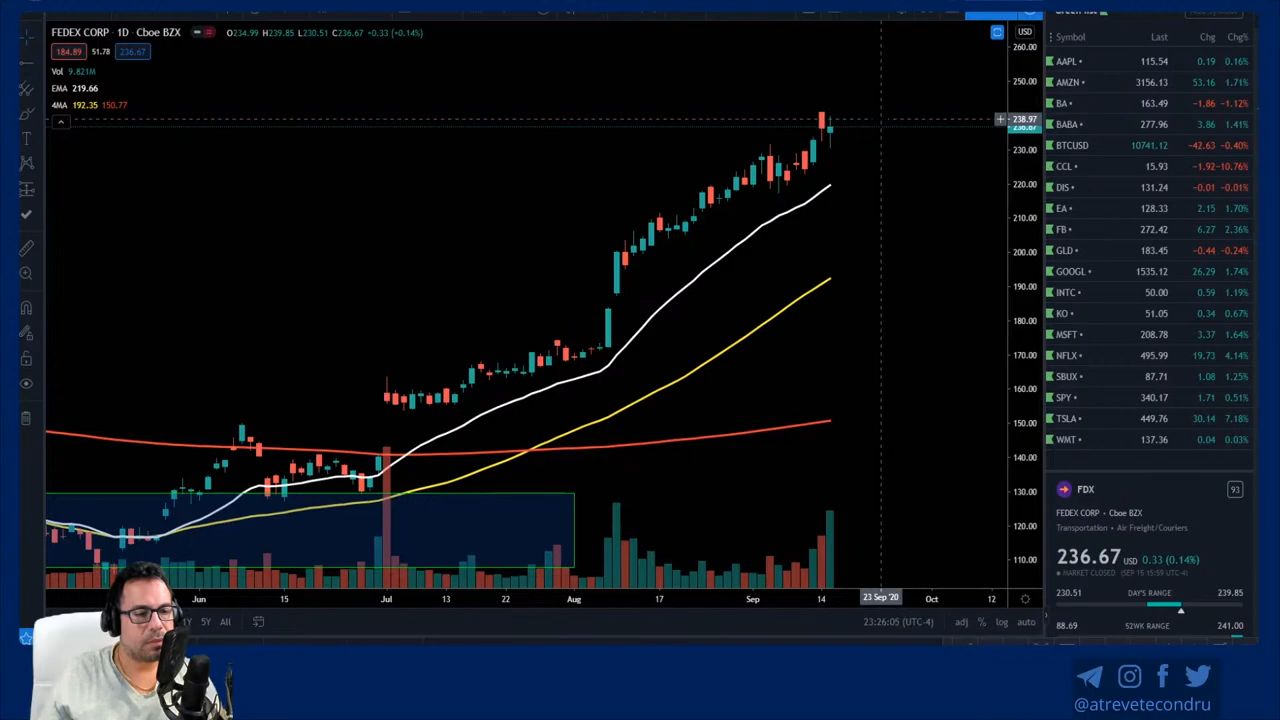 FEDEX CORP · 1D · Cboe BZX O234.99 H239.85 L230.51 C236.67 +0.33 (+0.14%)
184.89 51.78 236.67
Vol 9.821M
EMA 219.66
4MA 192.35 150.77
USD
260.00
250.00
238.97
236.67
230.00
220.00
210.00
200.00
190.00
180.00
170.00
160.00
150.00
140.00
130.00
120.00
110.00
Jun 15 Jul 13 22 Aug 17 Sep 14 23 Sep '20 Oct 12
1Y 5Y All 23:26:05 (UTC-4) adj % log auto
Symbol Last Chg Chg%
AAPL 115.54 0.19 0.16%
AMZN 3156.13 53.16 1.71%
BA 163.49 -1.86 -1.12%
BABA 277.96 3.86 1.41%
BTCUSD 10741.12 -42.63 -0.40%
CCL 15.93 -1.92 -10.76%
DIS 131.24 -0.01 -0.01%
EA 128.33 2.15 1.70%
FB 272.42 6.27 2.36%
GLD 183.45 -0.44 -0.24%
GOOGL 1535.12 26.29 1.74%
INTC 50.00 0.59 1.19%
KO 51.05 0.34 0.67%
MSFT 208.78 3.37 1.64%
NFLX 495.99 19.73 4.14%
SBUX 87.71 1.08 1.25%
SPY 340.17 1.71 0.51%
TSLA 449.76 30.14 7.18%
WMT 137.36 0.04 0.03%
FDX 93
FEDEX CORP · Cboe BZX
Transportation · Air Freight/Couriers
236.67 USD 0.33 (0.14%)
MARKET CLOSED (SEP 15 15:59 UTC-4)
230.51 DAY'S RANGE 239.85
88.69 52WK RANGE 241.00
@atrevetecondru